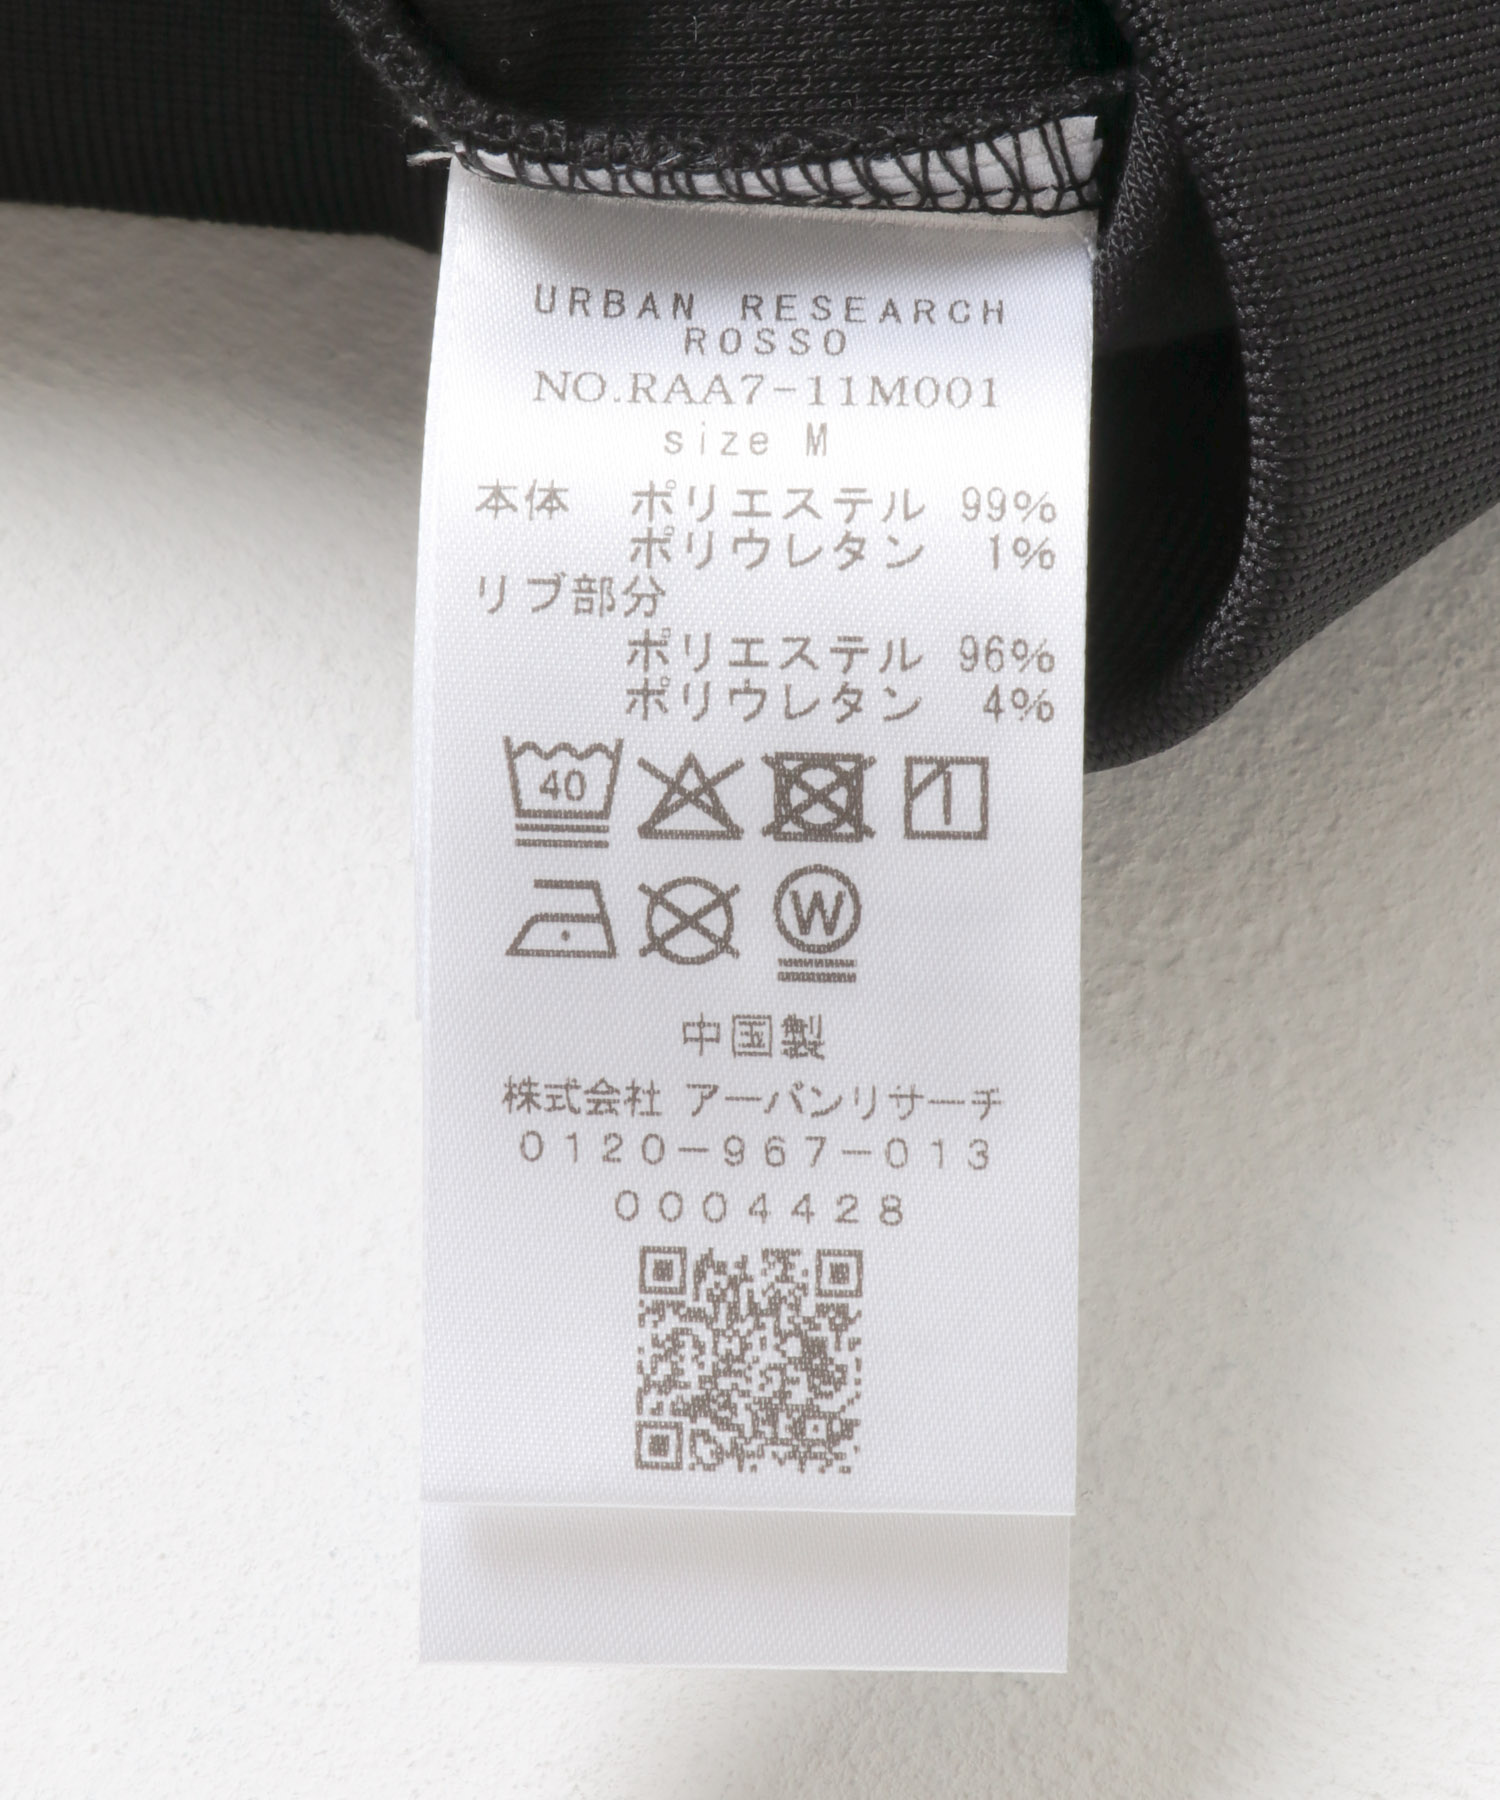 URBAN RESEARCH
ROSSO
NO.RAA7-11M001
size M
本体 ポリエステル 99%
ポリウレタン 1%
リブ部分
ポリエステル 96%
ポリウレタン 4%
40
W
中国製
株式会社 アーバンリサーチ
0120-967-013
0004428